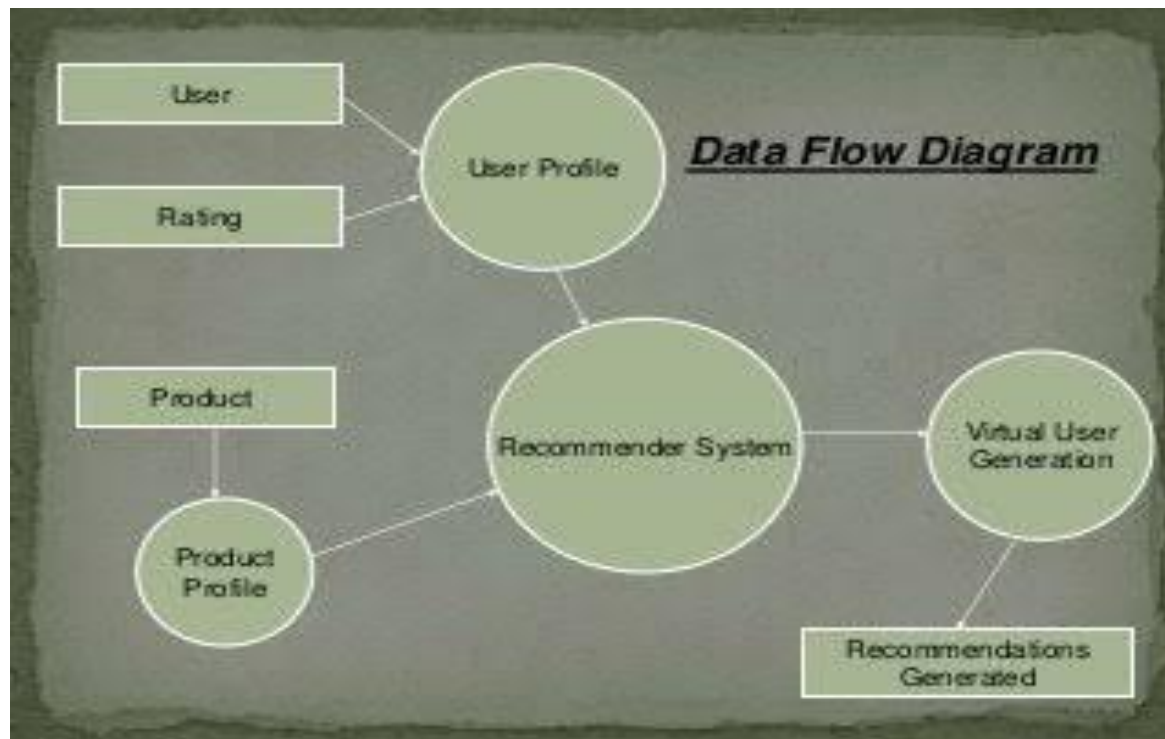 User
User Profile
Data Flow Diagram
Rating
Product
Recommender System
Virtual User
Generation
Product
Profile
Recommendations
Generated